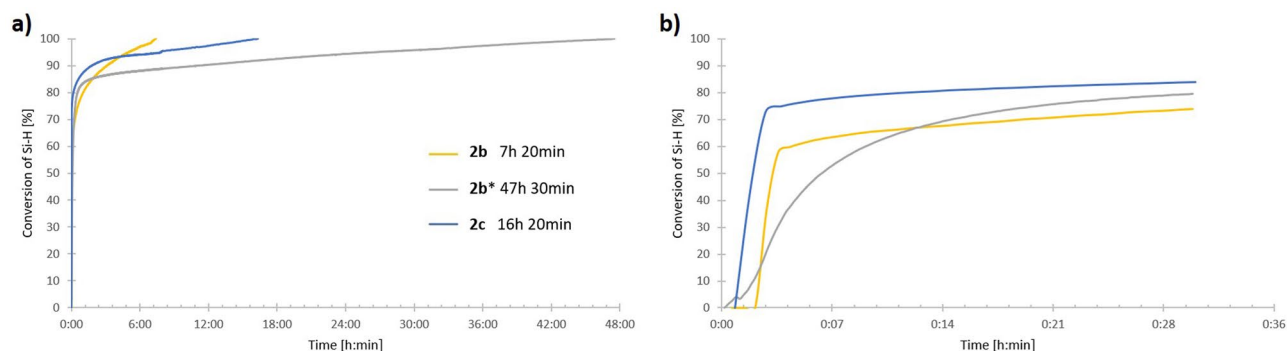 a)
Conversion of Si-H [%]
100
90
80
70
60
50
40
30
20
10
0
0:00 6:00 12:00 18:00 24:00 30:00 36:00 42:00 48:00
Time [h:min]
2b 7h 20min
2b* 47h 30min
2c 16h 20min
b)
Conversion of Si-H [%]
100
90
80
70
60
50
40
30
20
10
0
0:00 0:07 0:14 0:21 0:28 0:36
Time [h:min]